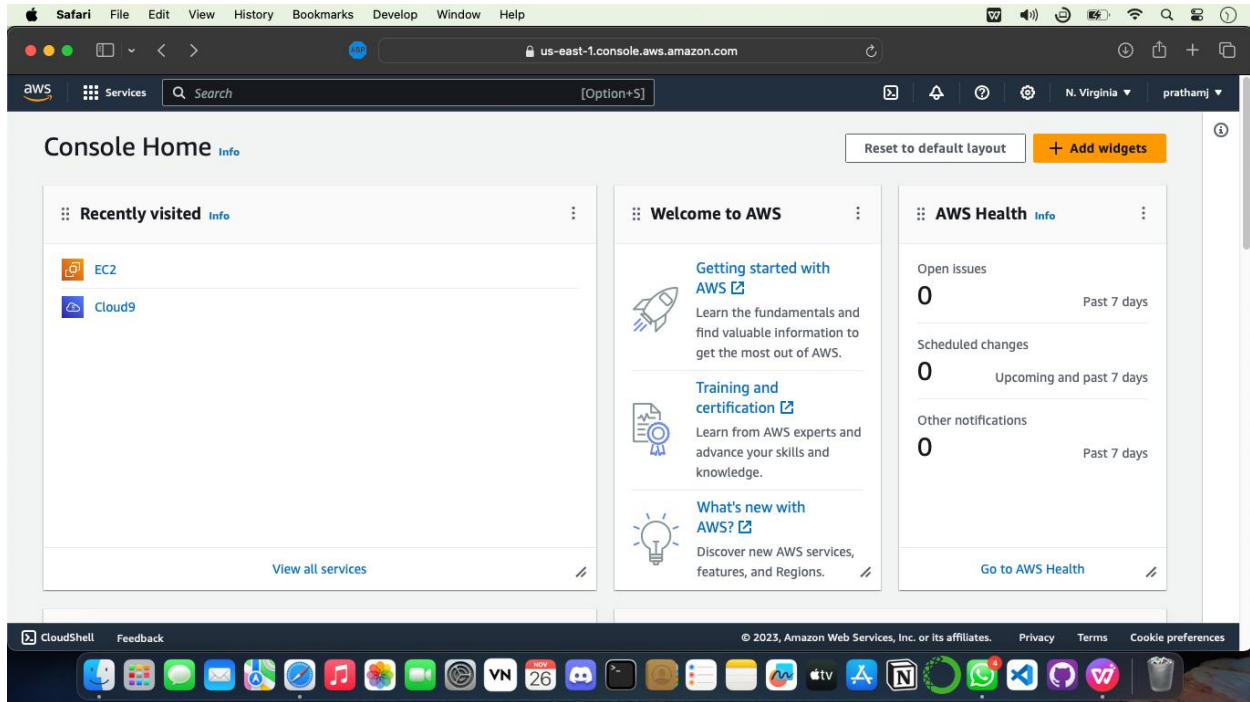 Safari File Edit View History Bookmarks Develop Window Help
ABP us-east-1.console.aws.amazon.com
aws Services Search [Option+S] N. Virginia ▼ prathamj ▼
Console Home Info
Reset to default layout + Add widgets
Recently visited Info
EC2
Cloud9
View all services
Welcome to AWS
Getting started with
AWS
Learn the fundamentals and
find valuable information to
get the most out of AWS.
Training and
certification
Learn from AWS experts and
advance your skills and
knowledge.
What's new with
AWS?
Discover new AWS services,
features, and Regions.
AWS Health Info
Open issues
0 Past 7 days
Scheduled changes
0 Upcoming and past 7 days
Other notifications
0 Past 7 days
Go to AWS Health
CloudShell Feedback © 2023, Amazon Web Services, Inc. or its affiliates. Privacy Terms Cookie preferences
VN NOV 26 tv N 4